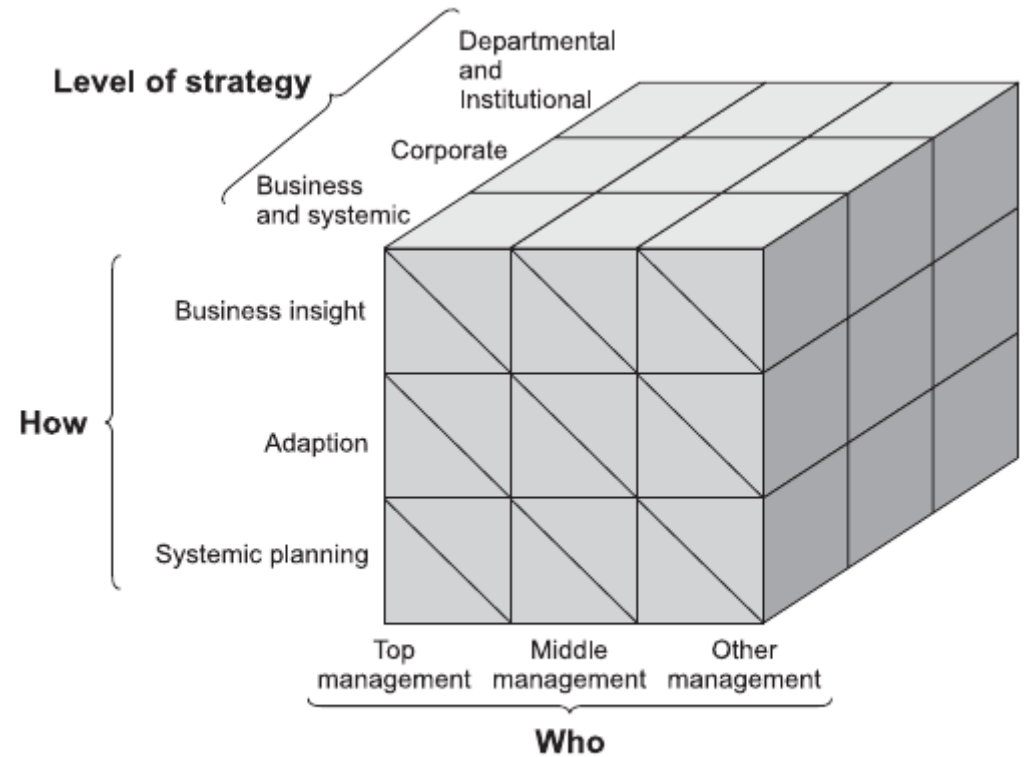 Level of strategy
Departmental
and
Institutional
Corporate
Business
and systemic
How
Business insight
Adaption
Systemic planning
Top
management
Middle
management
Other
management
Who